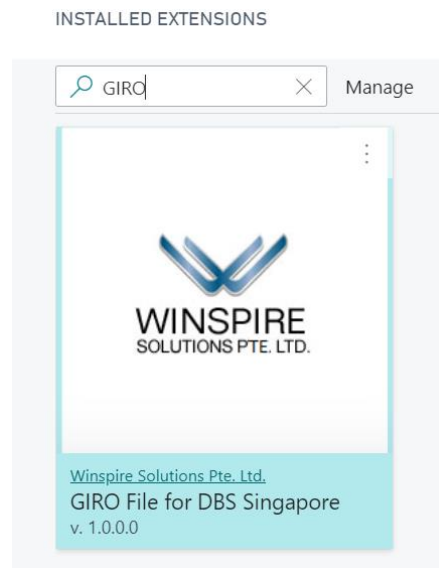 INSTALLED EXTENSIONS
GIRO
Manage
WINSPIRE
SOLUTIONS PTE. LTD.
Winspire Solutions Pte. Ltd.
GIRO File for DBS Singapore
v. 1.0.0.0